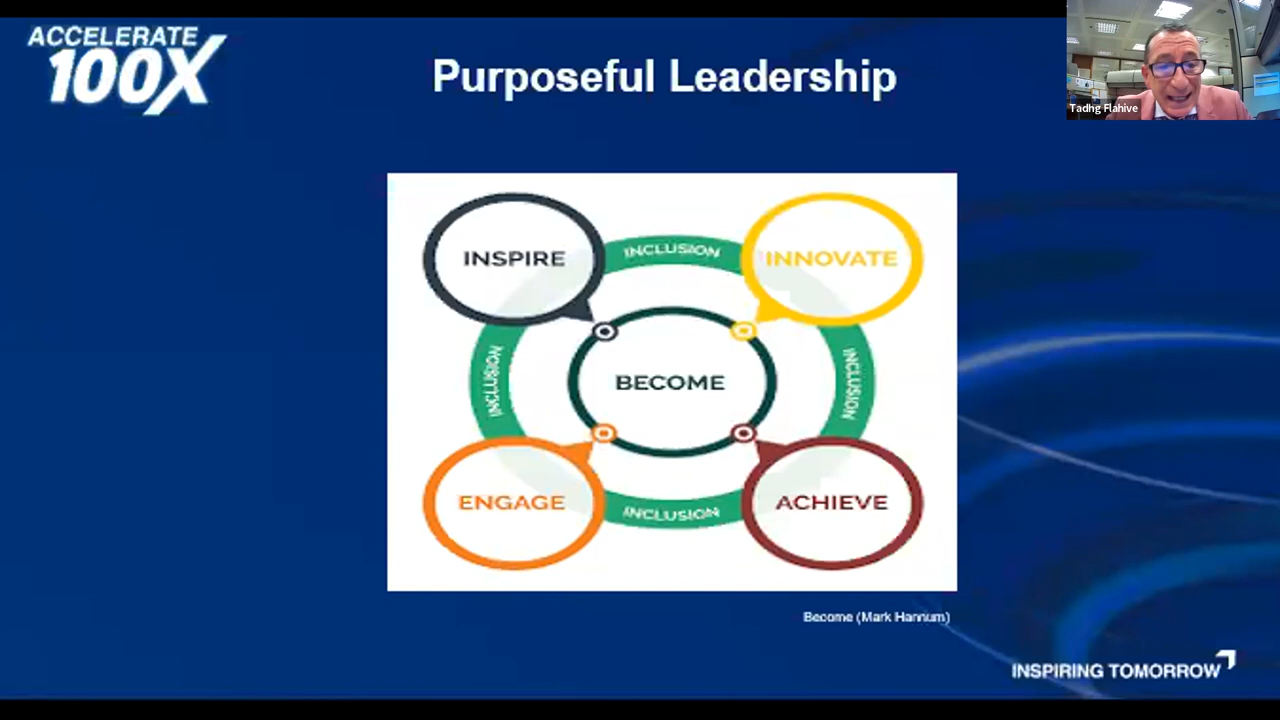 ACCELERATE
100X
Purposeful Leadership
Tadhg Flahive
INSPIRE
INCLUSION
INNOVATE
INCLUSION
BECOME
INCLUSION
ENGAGE
INCLUSION
ACHIEVE
Become (Mark Hannum)
INSPIRING TOMORROW